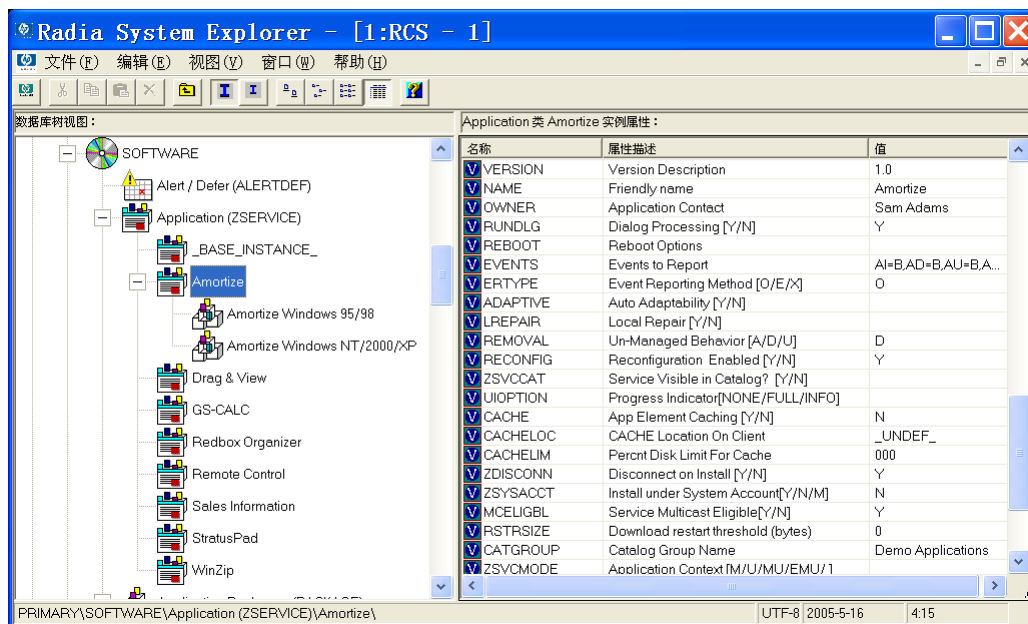 Radia System Explorer - [1:RCS - 1]
文件(F) 编辑(E) 视图(V) 窗口(W) 帮助(H)
数据库树视图：
SOFTWARE
Alert / Defer (ALERTDEF)
Application (ZSERVICE)
_BASE_INSTANCE_
Amortize
Amortize Windows 95/98
Amortize Windows NT/2000/XP
Drag & View
GS-CALC
Redbox Organizer
Remote Control
Sales Information
StratusPad
WinZip
Application 类 Amortize 实例属性：
名称 属性描述 值
VERSION Version Description 1.0
NAME Friendly name Amortize
OWNER Application Contact Sam Adams
RUNDLG Dialog Processing [Y/N] Y
REBOOT Reboot Options
EVENTS Events to Report AI=B,AD=B,AU=B,A...
ERTYPE Event Reporting Method [O/E/X] O
ADAPTIVE Auto Adaptability [Y/N]
LREPAIR Local Repair [Y/N]
REMOVAL Un-Managed Behavior [A/D/U] D
RECONFIG Reconfiguration Enabled [Y/N] Y
ZSVCCAT Service Visible in Catalog? [Y/N]
UIOPTION Progress Indicator[NONE/FULL/INFO]
CACHE App Element Caching [Y/N] N
CACHELOC CACHE Location On Client _UNDEF_
CACHELIM Percnt Disk Limit For Cache 000
ZDISCONN Disconnect on Install [Y/N] Y
ZSYSACCT Install under System Account[Y/N/M] N
MCELIGBL Service Multicast Eligible[Y/N] Y
RSTRSIZE Download restart threshold (bytes) 0
CATGROUP Catalog Group Name Demo Applications
ZSVCMODE Application Context [M/U/MU/EMU/ ]
PRIMARY\SOFTWARE\Application (ZSERVICE)\Amortize\ UTF-8 2005-5-16 4:15